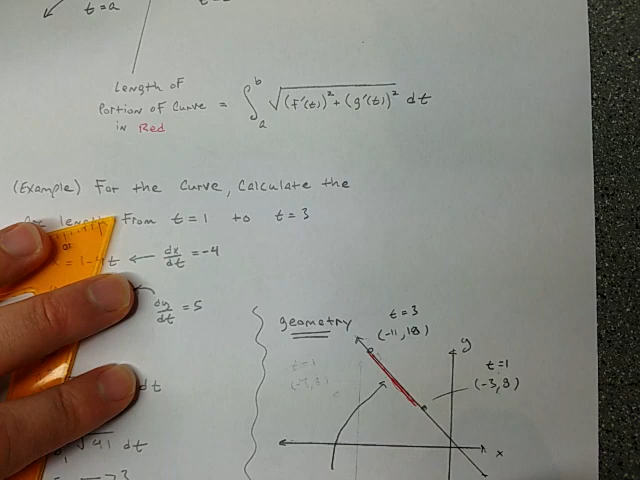 t = a
Length of
Portion of Curve = ∫_a^b √((f'(t))² + (g'(t))²) dt
in Red
(Example) For the Curve, Calculate the
length From t = 1 to t = 3
= 1-4t ← dx/dt = -4
dy/dt = 5
geometry
t = 3
(-11, 18)
y
t = 1
(-3, 8)
t = 1
dt
√41 dt
x